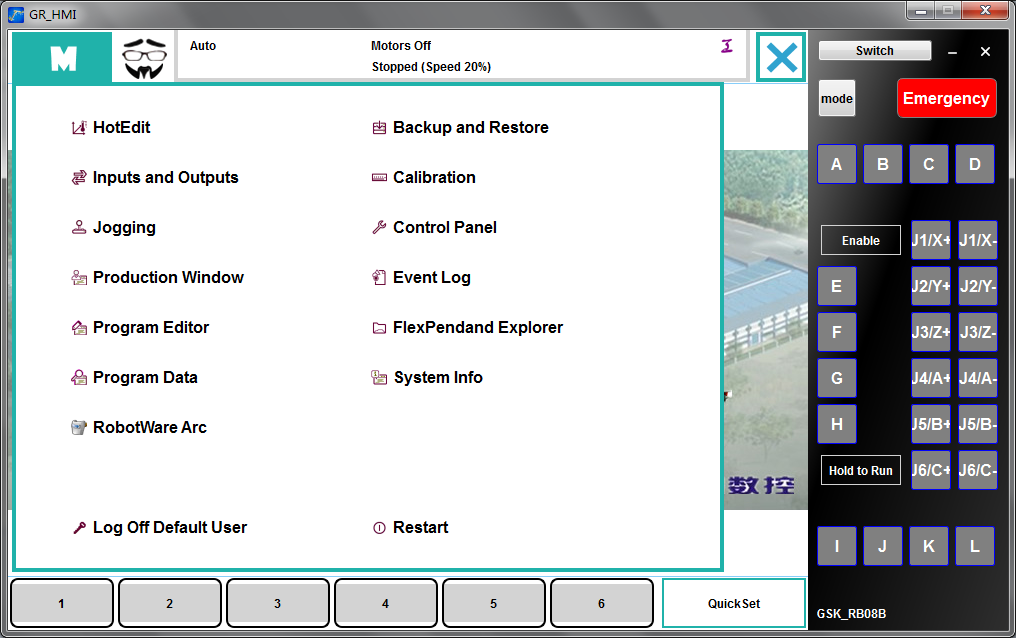 GR_HMI
M
Auto
Motors Off
Stopped (Speed 20%)
Switch
mode
Emergency
HotEdit
Backup and Restore
Inputs and Outputs
Calibration
Jogging
Control Panel
Production Window
Event Log
Program Editor
FlexPendand Explorer
Program Data
System Info
RobotWare Arc
Log Off Default User
Restart
数控
1
2
3
4
5
6
QuickSet
A
B
C
D
Enable
J1/X+
J1/X-
E
J2/Y+
J2/Y-
F
J3/Z+
J3/Z-
G
J4/A+
J4/A-
H
J5/B+
J5/B-
Hold to Run
J6/C+
J6/C-
I
J
K
L
GSK_RB08B